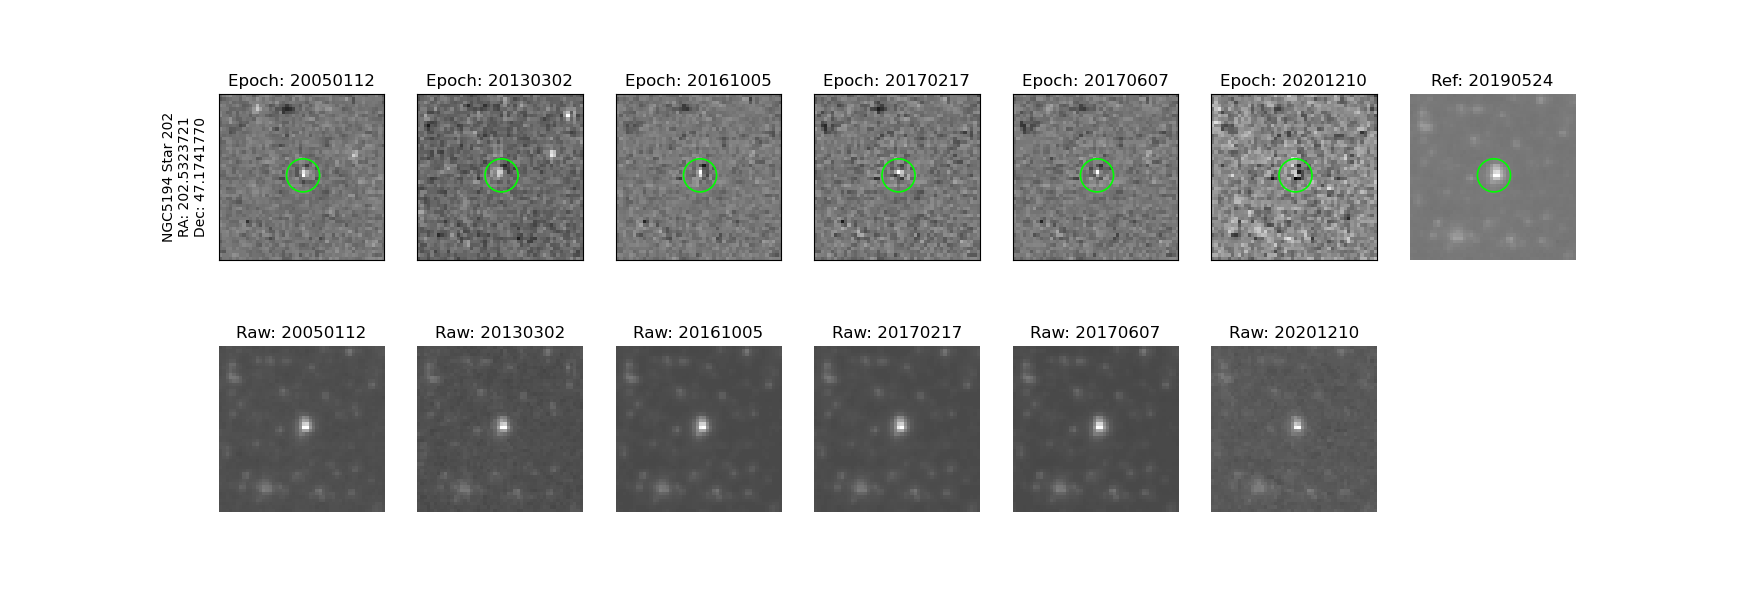 Epoch: 20050112
Epoch: 20130302
Epoch: 20161005
Epoch: 20170217
Epoch: 20170607
Epoch: 20201210
Ref: 20190524
NGC5194 Star 202
RA: 202.5323721
Dec: 47.1741770
Raw: 20050112
Raw: 20130302
Raw: 20161005
Raw: 20170217
Raw: 20170607
Raw: 20201210